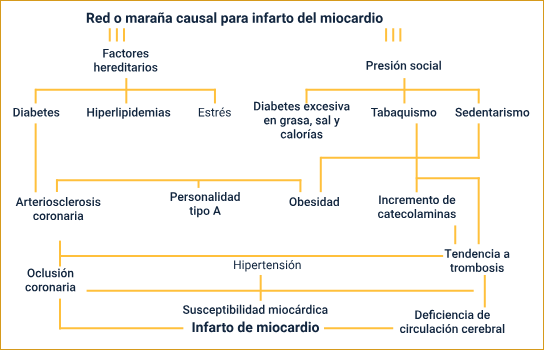 Red o maraña causal para infarto del miocardio
Factores
hereditarios
Presión social
Diabetes
Hiperlipidemias
Estrés
Diabetes excesiva
en grasa, sal y
calorías
Tabaquismo
Sedentarismo
Arteriosclerosis
coronaria
Personalidad
tipo A
Obesidad
Incremento de
catecolaminas
Tendencia a
trombosis
Hipertensión
Oclusión
coronaria
Susceptibilidad miocárdica
Infarto de miocardio
Deficiencia de
circulación cerebral